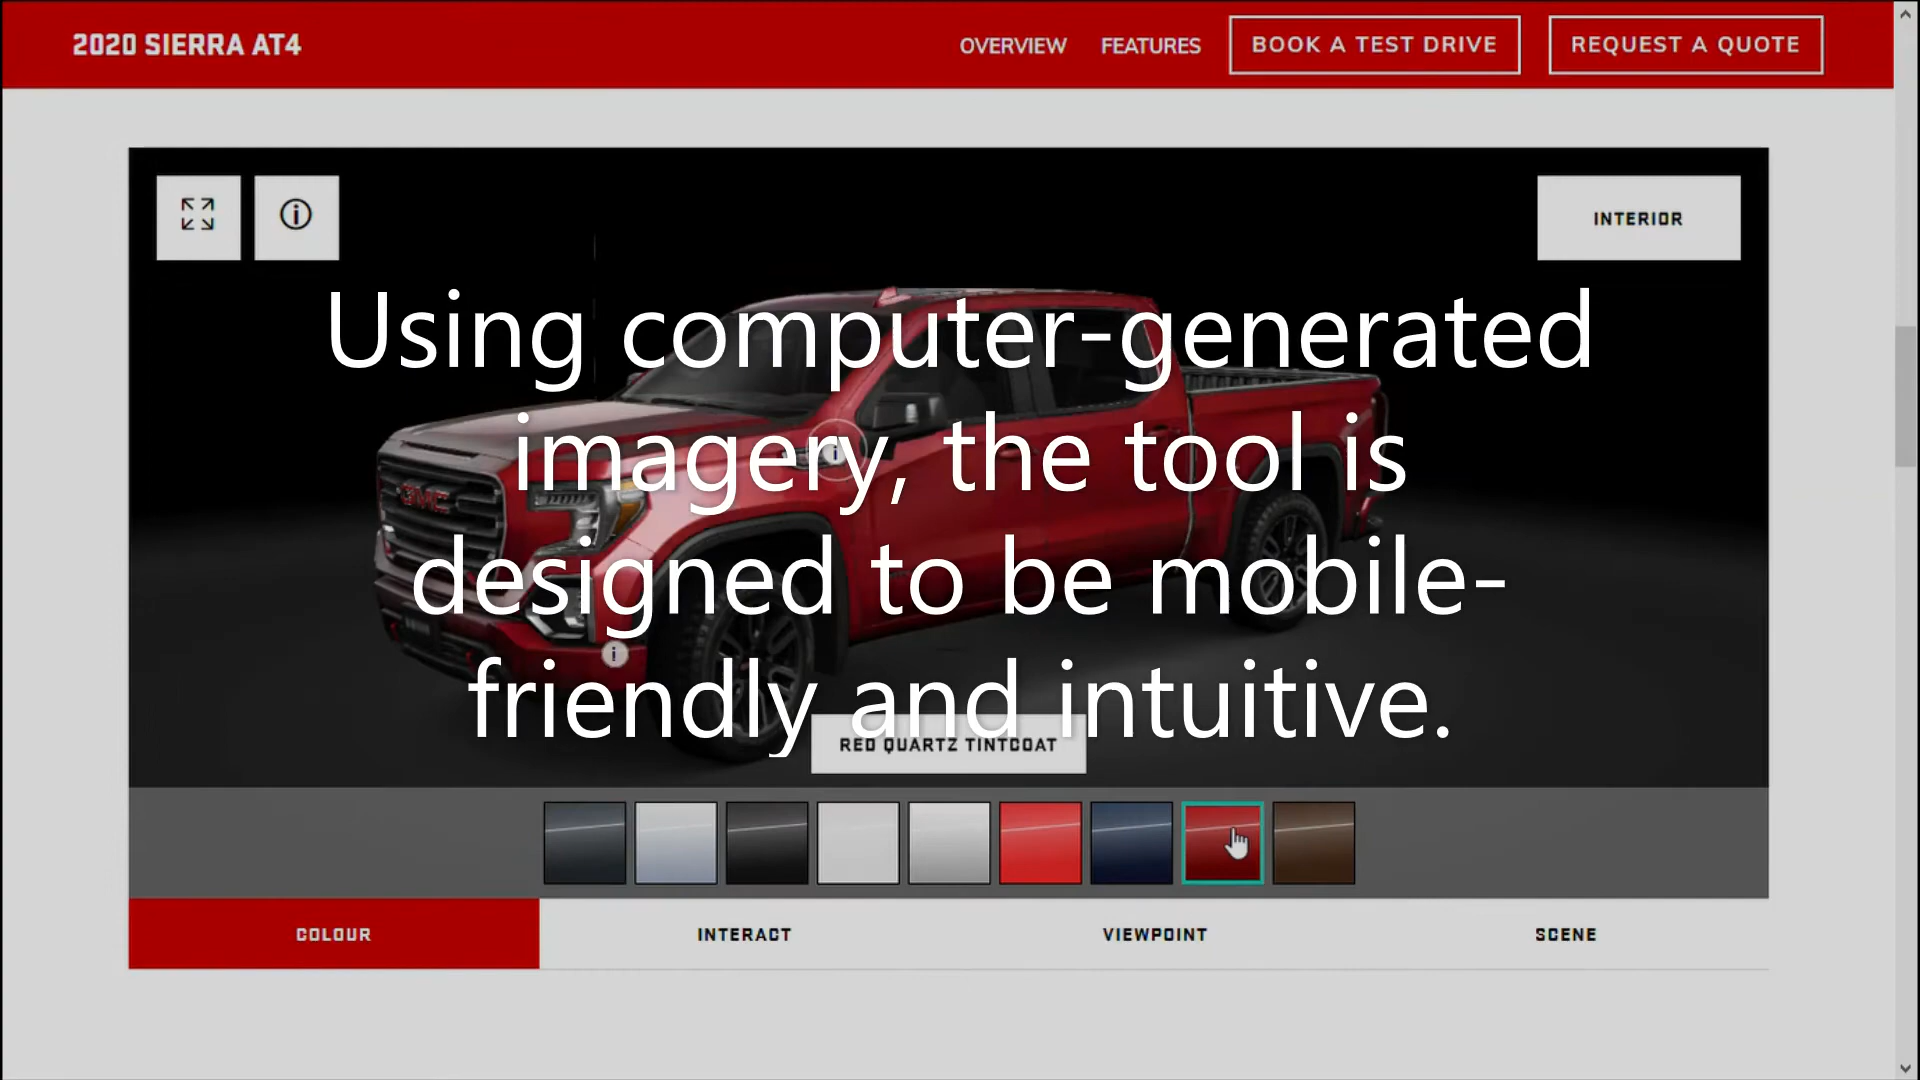 2020 SIERRA AT4
OVERVIEW
FEATURES
BOOK A TEST DRIVE
REQUEST A QUOTE
INTERIOR
Using computer-generated
imagery, the tool is
designed to be mobile-
friendly and intuitive.
GMC
RED QUARTZ TINTCOAT
COLOUR
INTERACT
VIEWPOINT
SCENE